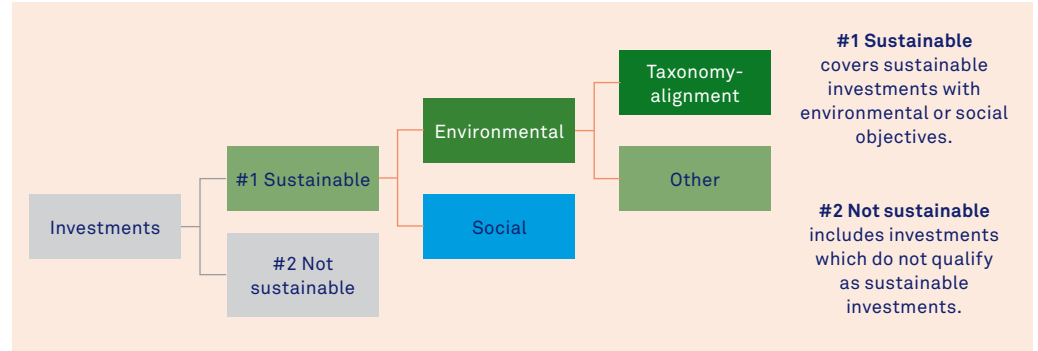 Investments
#1 Sustainable
#2 Not
sustainable
Environmental
Social
Taxonomy-
alignment
Other
#1 Sustainable
covers sustainable
investments with
environmental or social
objectives.
#2 Not sustainable
includes investments
which do not qualify
as sustainable
investments.